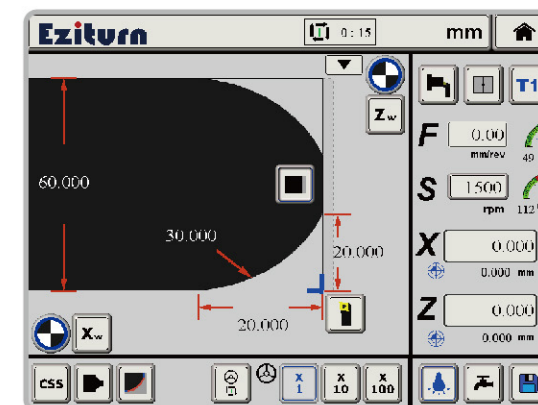 Eziturn 0:15 mm
Zw
T1
F 0.00
mm/rev 49
60.000
S 1500
rpm 112
30.000
20.000
X 0.000
0.000 mm
20.000
Z 0.000
0.000 mm
Xw
css
X 1
X 10
X 100